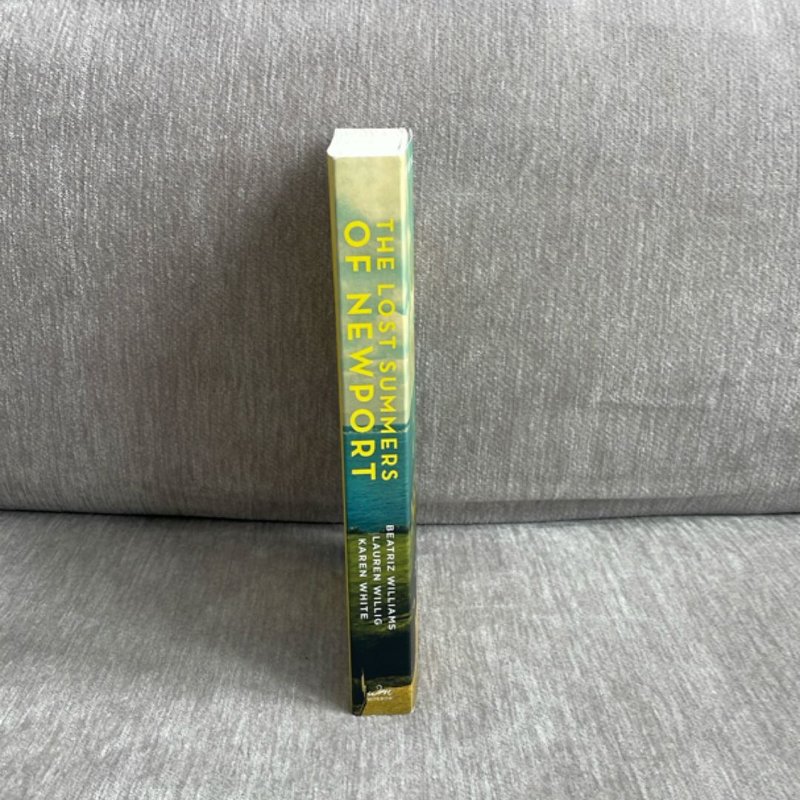 THE LOST SUMMERS
OF NEWPORT
BEATRIZ WILLIAMS
LAUREN WILLIG
KAREN WHITE